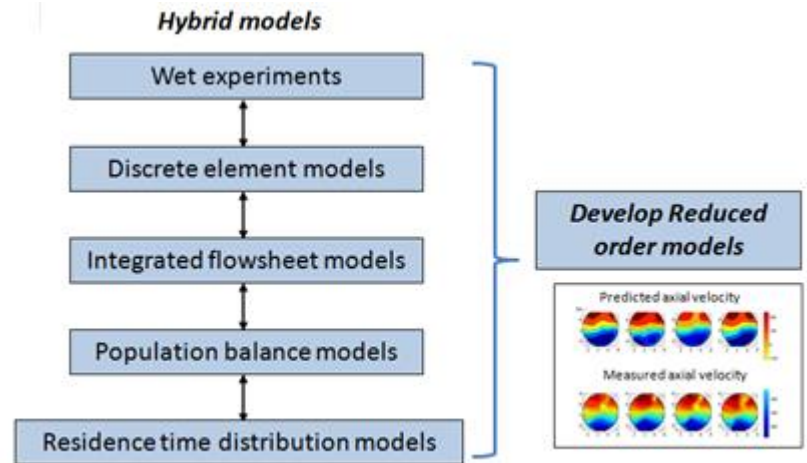 Hybrid models
Wet experiments
Discrete element models
Integrated flowsheet models
Population balance models
Residence time distribution models
Develop Reduced
order models
Predicted axial velocity
Measured axial velocity